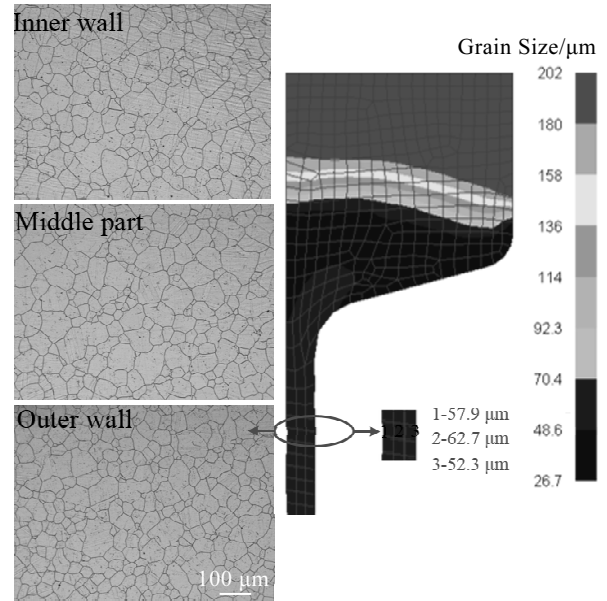 Inner wall
Middle part
Outer wall
100 μm
Grain Size/μm
202
180
158
136
114
92.3
70.4
48.6
26.7
1 2 3
1-57.9 μm
2-62.7 μm
3-52.3 μm